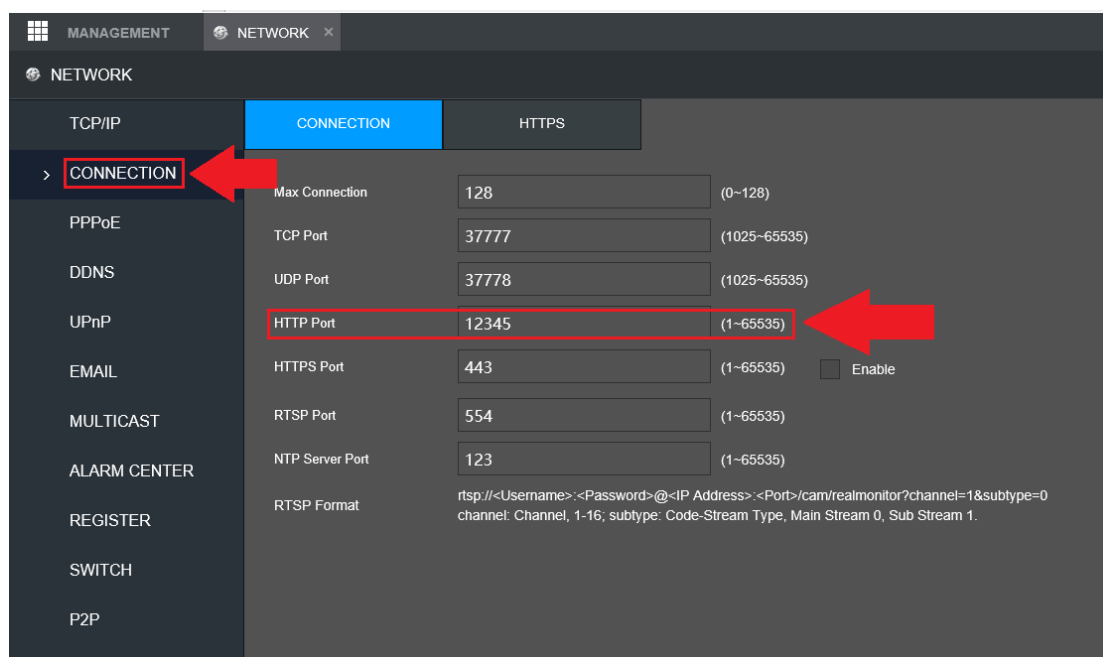 MANAGEMENT NETWORK ×
NETWORK
TCP/IP
> CONNECTION
PPPoE
DDNS
UPnP
EMAIL
MULTICAST
ALARM CENTER
REGISTER
SWITCH
P2P
CONNECTION HTTPS
Max Connection 128 (0~128)
TCP Port 37777 (1025~65535)
UDP Port 37778 (1025~65535)
HTTP Port 12345 (1~65535)
HTTPS Port 443 (1~65535) Enable
RTSP Port 554 (1~65535)
NTP Server Port 123 (1~65535)
RTSP Format rtsp://<Username>:<Password>@<IP Address>:<Port>/cam/realmonitor?channel=1&subtype=0
channel: Channel, 1-16; subtype: Code-Stream Type, Main Stream 0, Sub Stream 1.